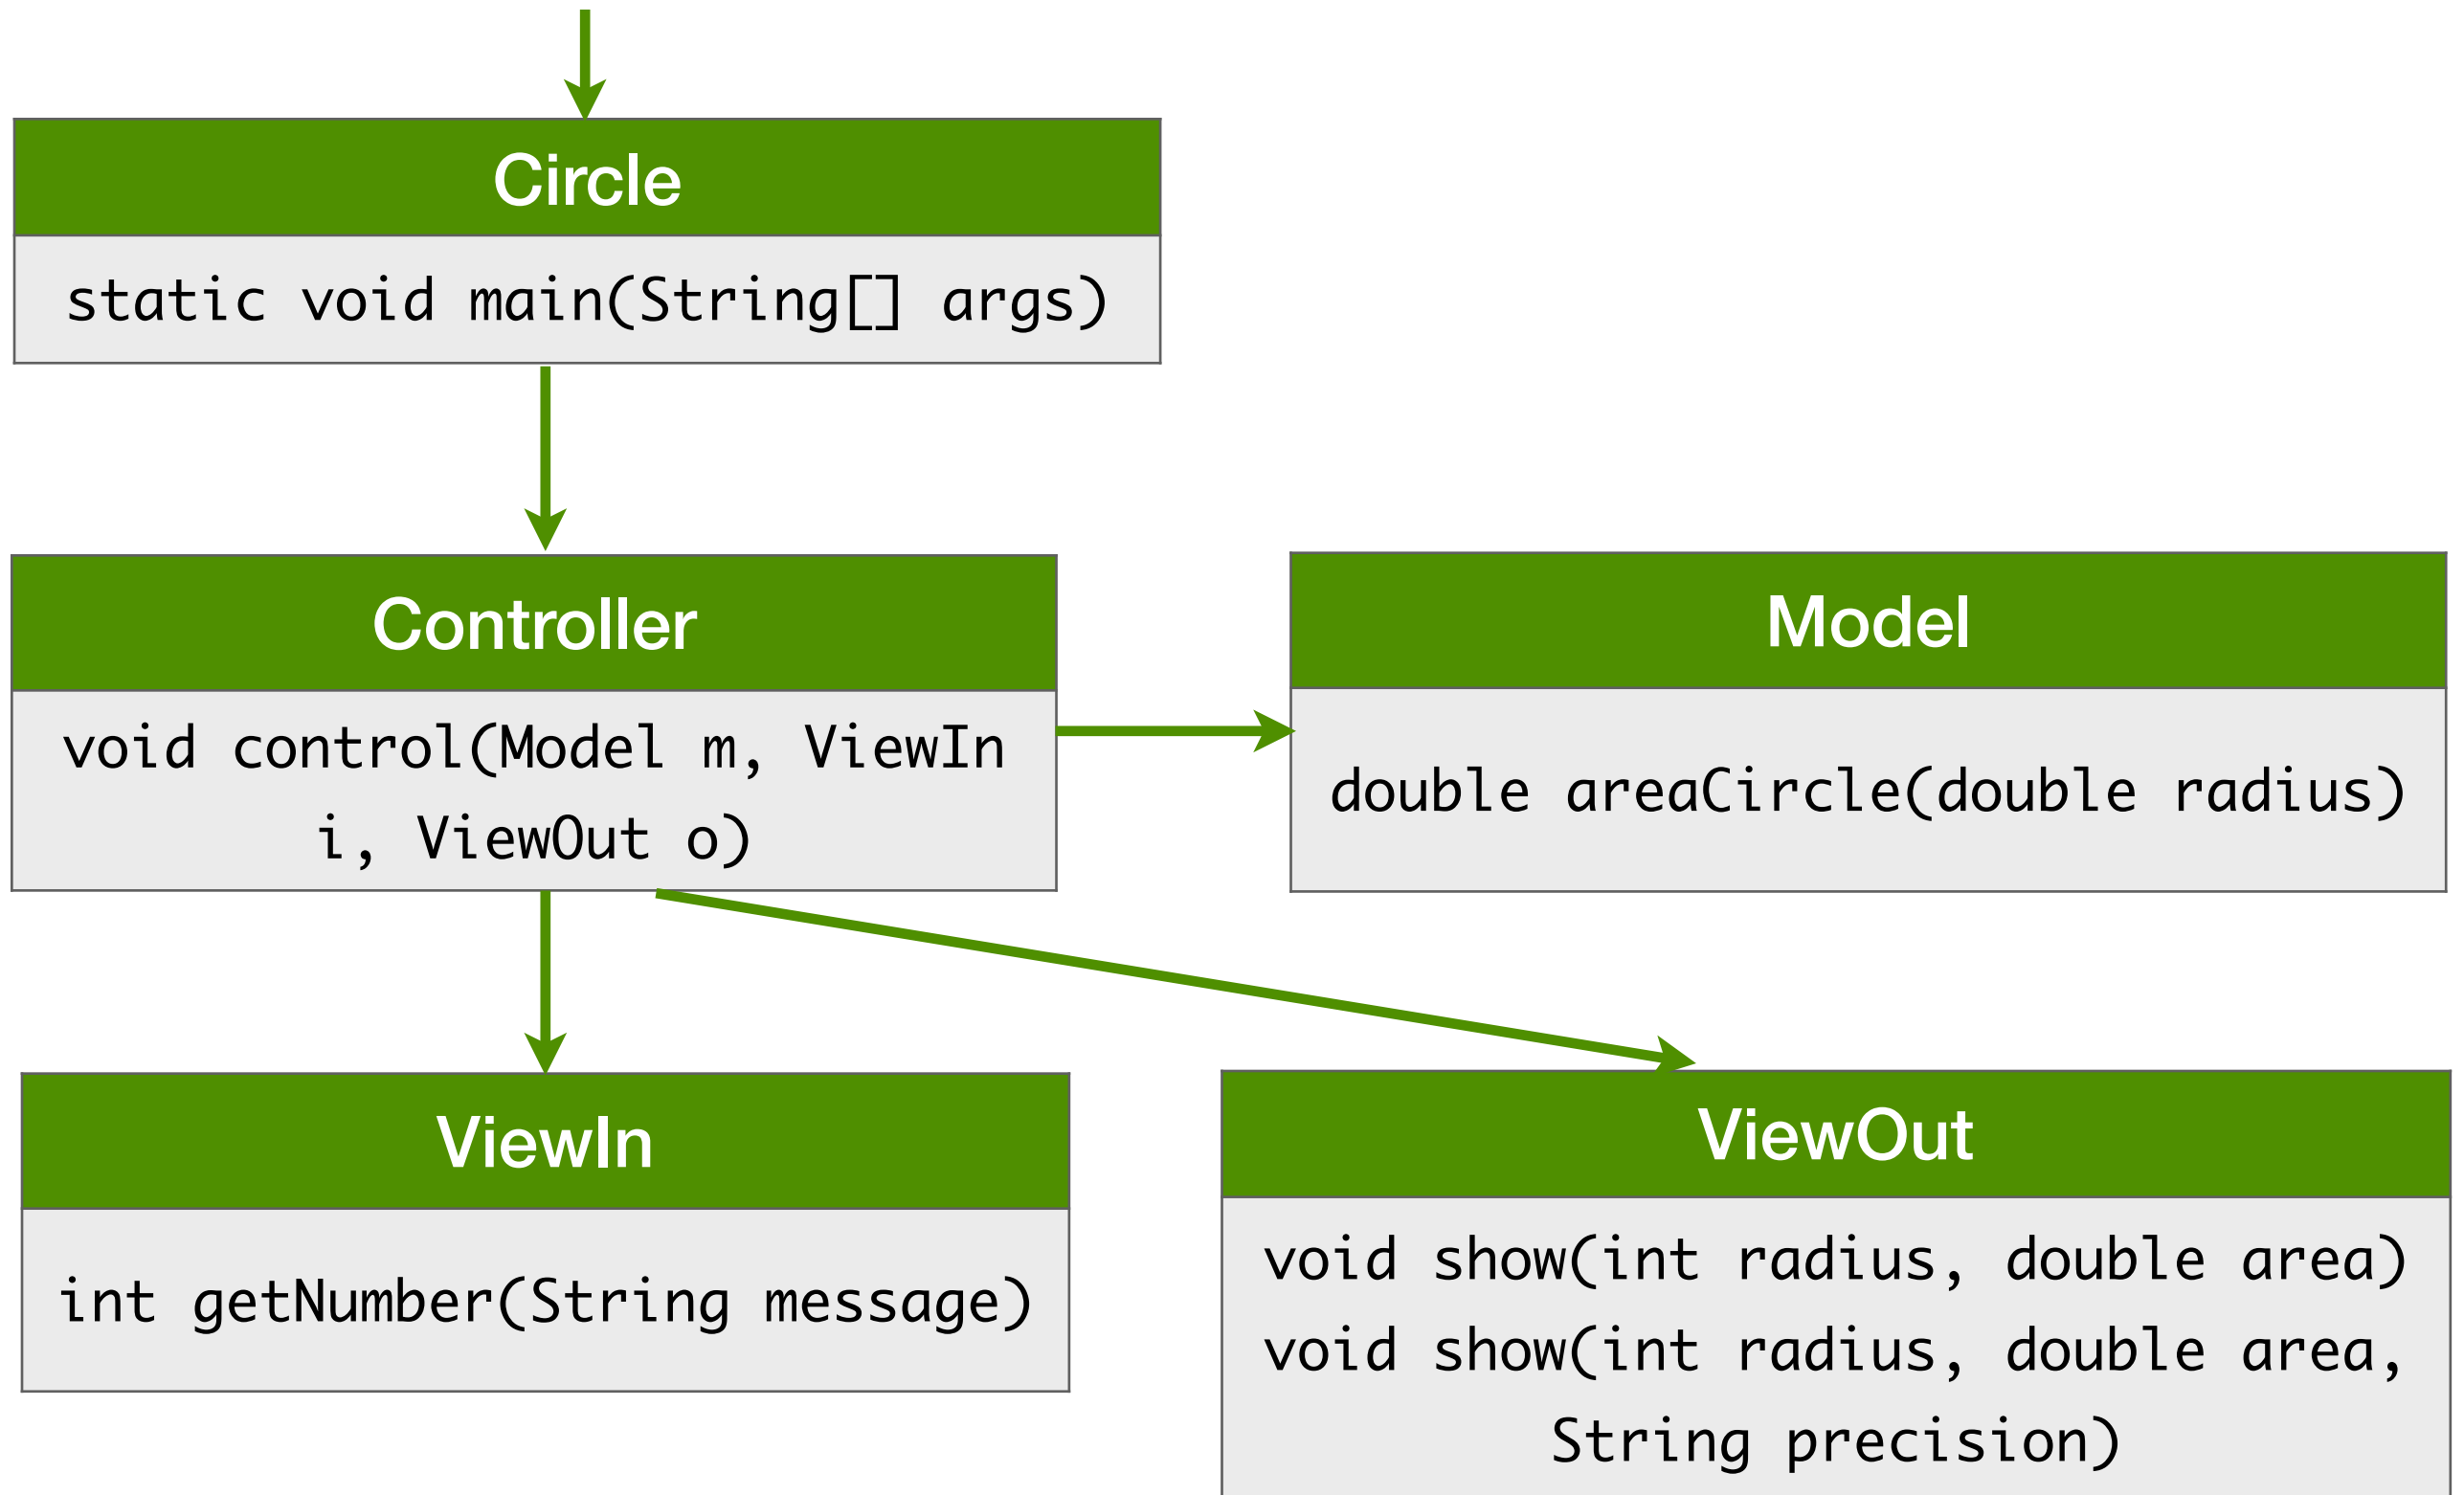 Circle
static void main(String[] args)
Controller
void control(Model m, ViewIn
i, ViewOut o)
Model
double areaCircle(double radius)
ViewIn
int getNumber(String message)
ViewOut
void show(int radius, double area)
void show(int radius, double area,
String precision)